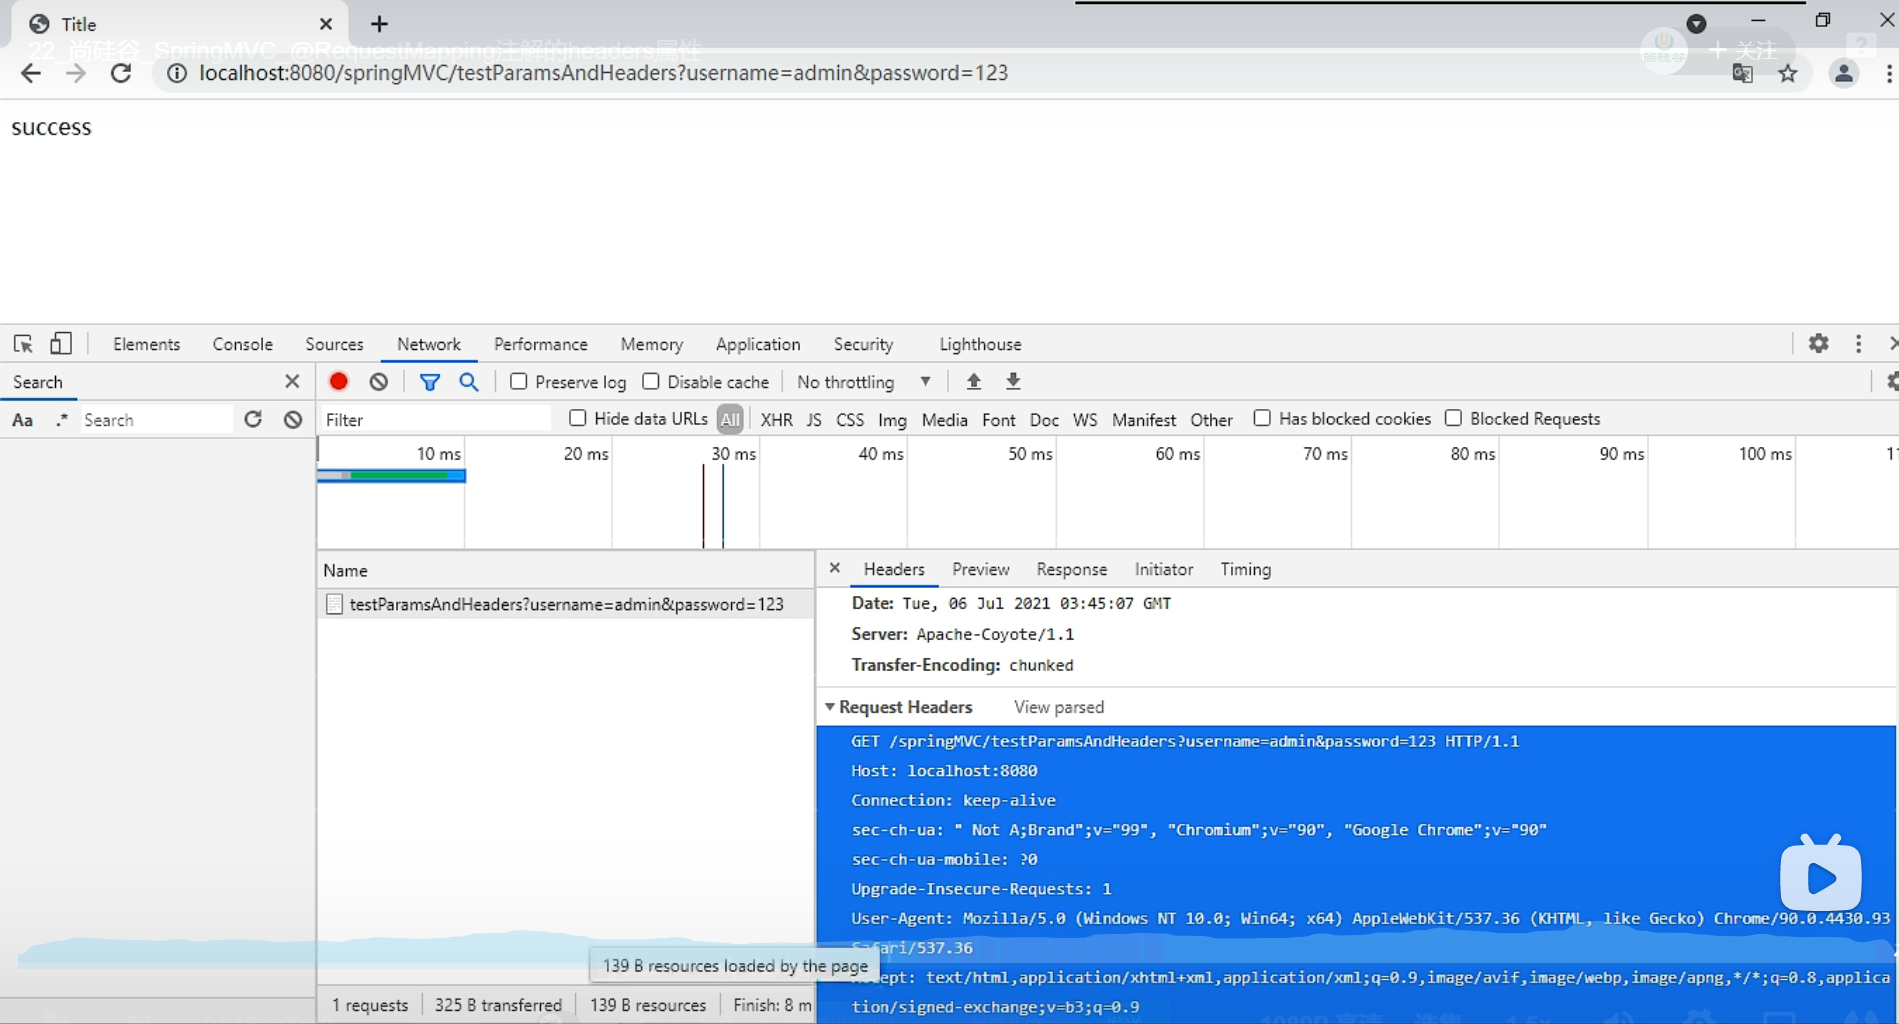 Title
22_尚硅谷_SpringMVC_@RequestMapping注解的headers属性
+ 关注
尚硅谷
localhost:8080/springMVC/testParamsAndHeaders?username=admin&password=123
success
Elements Console Sources Network Performance Memory Application Security Lighthouse
Search
Preserve log Disable cache No throttling
Aa .* Search
Filter Hide data URLs All XHR JS CSS Img Media Font Doc WS Manifest Other Has blocked cookies Blocked Requests
10 ms 20 ms 30 ms 40 ms 50 ms 60 ms 70 ms 80 ms 90 ms 100 ms 11
Name
testParamsAndHeaders?username=admin&password=123
Headers Preview Response Initiator Timing
Date: Tue, 06 Jul 2021 03:45:07 GMT
Server: Apache-Coyote/1.1
Transfer-Encoding: chunked
Request Headers View parsed
GET /springMVC/testParamsAndHeaders?username=admin&password=123 HTTP/1.1
Host: localhost:8080
Connection: keep-alive
sec-ch-ua: " Not A;Brand";v="99", "Chromium";v="90", "Google Chrome";v="90"
sec-ch-ua-mobile: ?0
Upgrade-Insecure-Requests: 1
User-Agent: Mozilla/5.0 (Windows NT 10.0; Win64; x64) AppleWebKit/537.36 (KHTML, like Gecko) Chrome/90.0.4430.93
Safari/537.36
139 B resources loaded by the page
Accept: text/html,application/xhtml+xml,application/xml;q=0.9,image/avif,image/webp,image/apng,*/*;q=0.8,applica
tion/signed-exchange;v=b3;q=0.9
1 requests 325 B transferred 139 B resources Finish: 8 m
1080P 高清 选集 1.5x